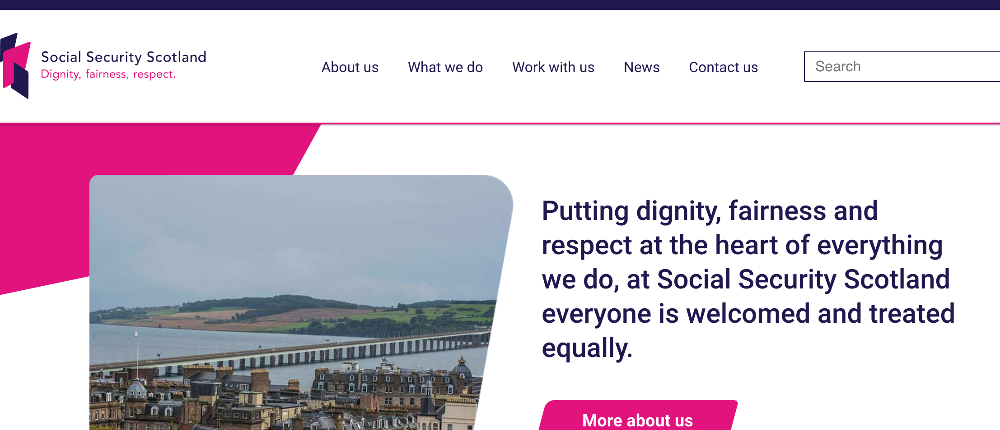 Social Security Scotland
Dignity, fairness, respect.
About us
What we do
Work with us
News
Contact us
Search
Putting dignity, fairness and
respect at the heart of everything
we do, at Social Security Scotland
everyone is welcomed and treated
equally.
More about us